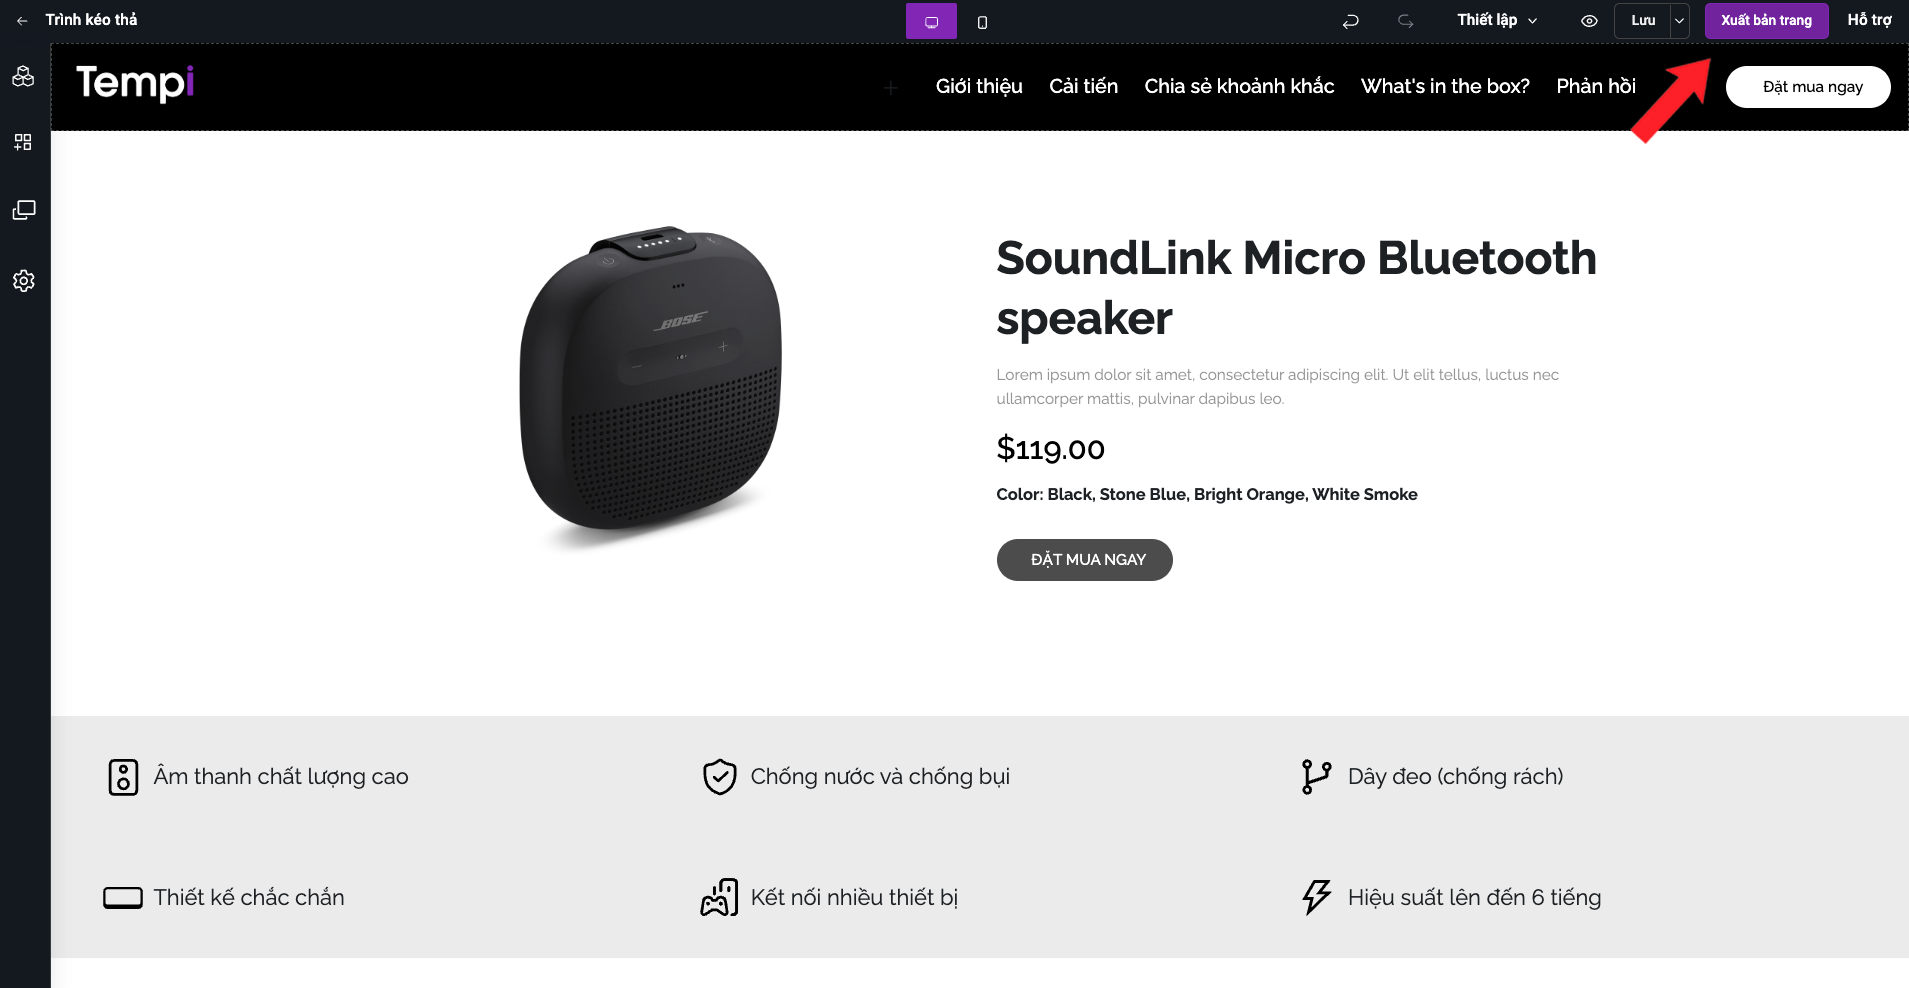 Trình kéo thả
Thiết lập
Lưu
Xuất bản trang
Hỗ trợ
Tempi
Giới thiệu
Cải tiến
Chia sẻ khoảnh khắc
What's in the box?
Phản hồi
Đặt mua ngay
BOSE
SoundLink Micro Bluetooth
speaker
Lorem ipsum dolor sit amet, consectetur adipiscing elit. Ut elit tellus, luctus nec
ullamcorper mattis, pulvinar dapibus leo.
$119.00
Color: Black, Stone Blue, Bright Orange, White Smoke
ĐẶT MUA NGAY
Âm thanh chất lượng cao
Chống nước và chống bụi
Dây đeo (chống rách)
Thiết kế chắc chắn
Kết nối nhiều thiết bị
Hiệu suất lên đến 6 tiếng